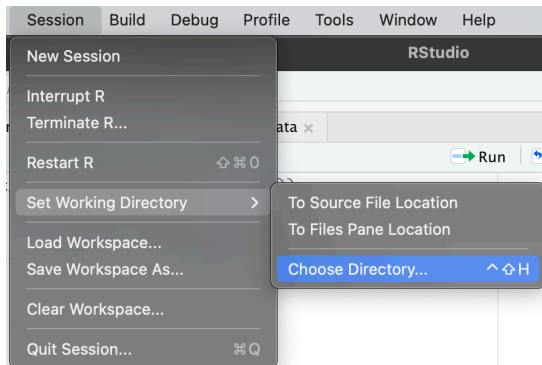 Session Build Debug Profile Tools Window Help
RStudio
New Session
Interrupt R
Terminate R...
ata ×
Restart R ⇧⌘0
Run
Set Working Directory >
To Source File Location
To Files Pane Location
Choose Directory... ^⇧H
Load Workspace...
Save Workspace As...
Clear Workspace...
Quit Session... ⌘Q